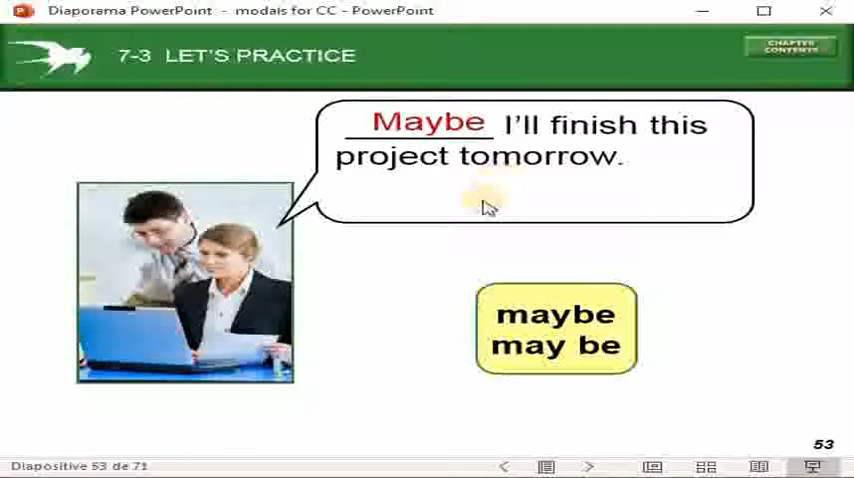 Diaporama PowerPoint - modals for CC - PowerPoint
7-3 LET'S PRACTICE
CHAPTER
CONTENTS
Maybe I'll finish this
project tomorrow.
maybe
may be
53
Diapositive 53 de 71